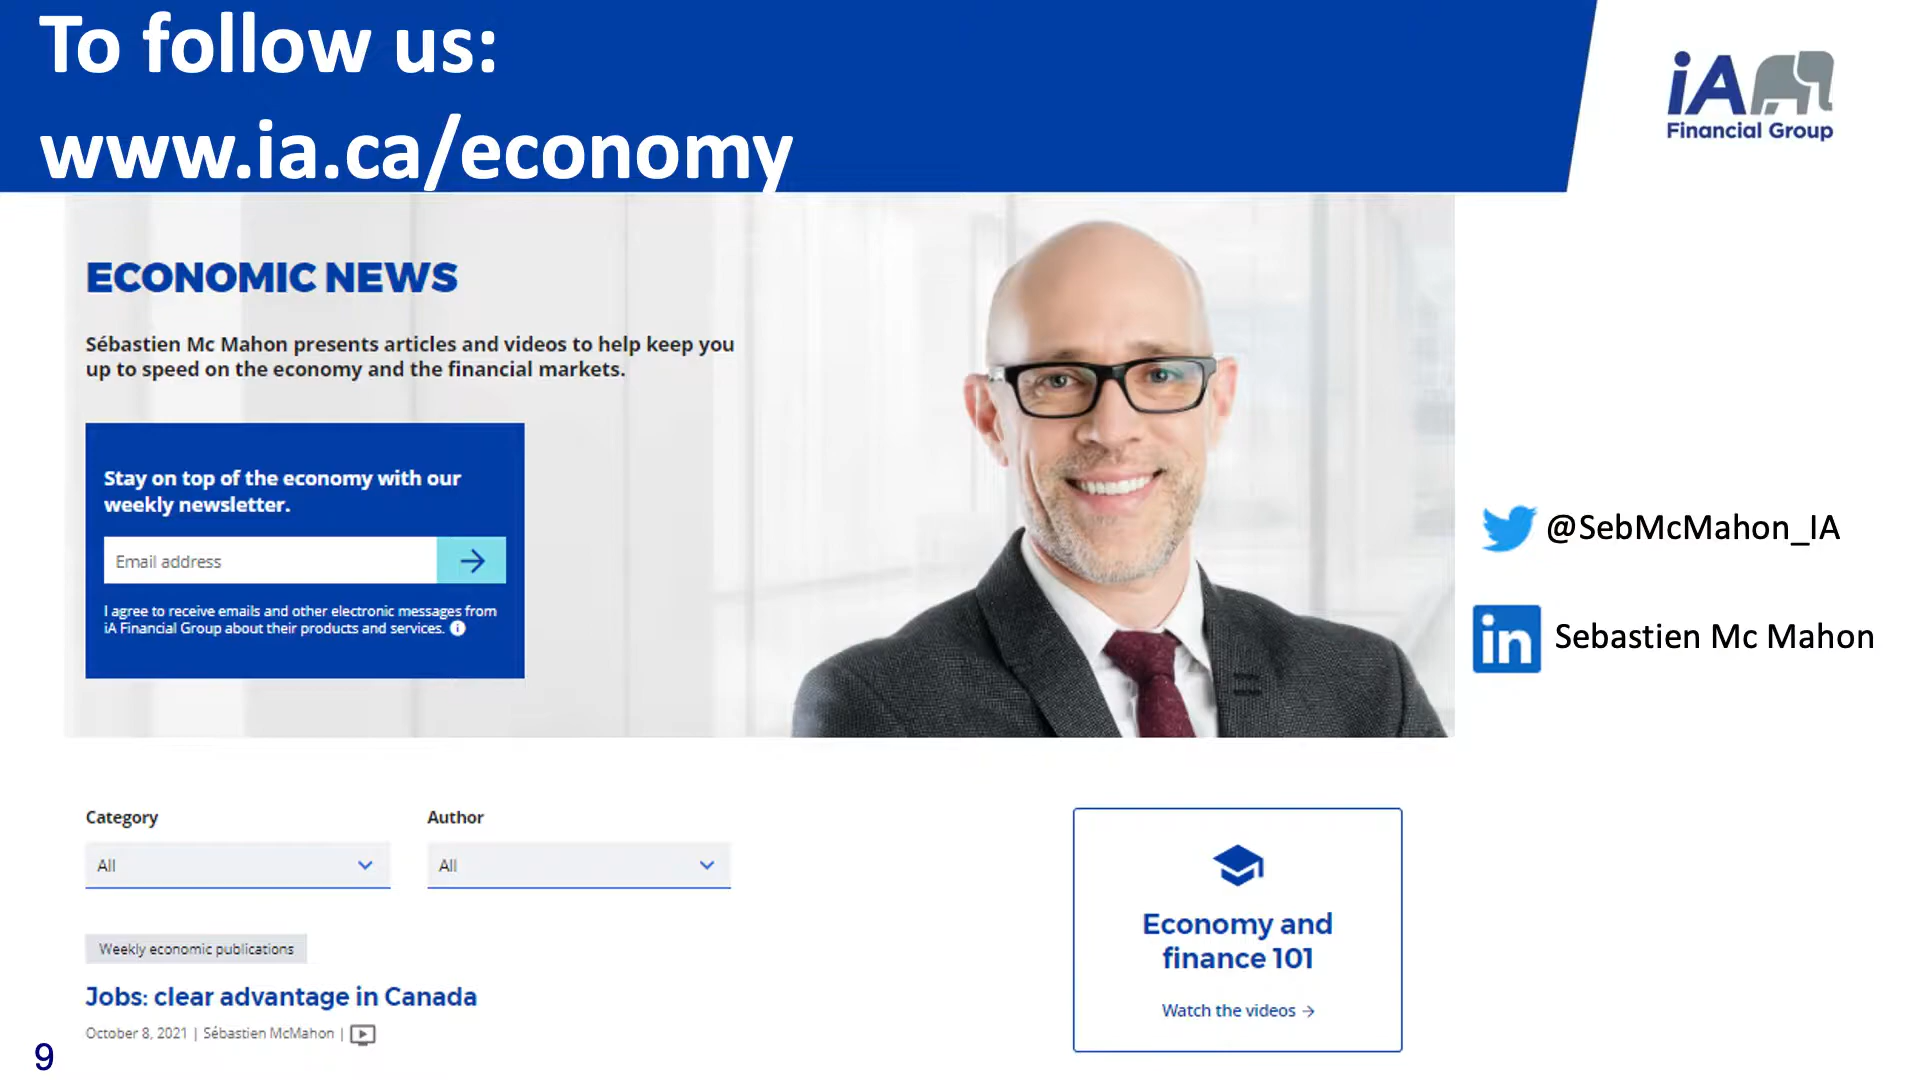 To follow us:
www.ia.ca/economy
iA
Financial Group
ECONOMIC NEWS
Sébastien Mc Mahon presents articles and videos to help keep you
up to speed on the economy and the financial markets.
Stay on top of the economy with our
weekly newsletter.
Email address
I agree to receive emails and other electronic messages from
iA Financial Group about their products and services.
@SebMcMahon_IA
in Sebastien Mc Mahon
Category
Author
All
All
Weekly economic publications
Jobs: clear advantage in Canada
October 8, 2021 | Sébastien McMahon |
Economy and
finance 101
Watch the videos →
9